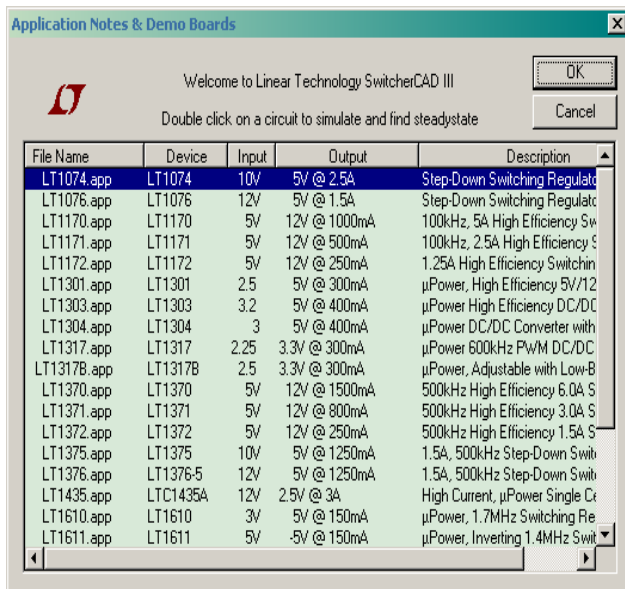 Application Notes & Demo Boards
Welcome to Linear Technology SwitcherCAD III
OK
Double click on a circuit to simulate and find steadystate
Cancel
File Name Device Input Output Description
LT1074.app LT1074 10V 5V @ 2.5A Step-Down Switching Regulato
LT1076.app LT1076 12V 5V @ 1.5A Step-Down Switching Regulato
LT1170.app LT1170 5V 12V @ 1000mA 100kHz, 5A High Efficiency Sw
LT1171.app LT1171 5V 12V @ 500mA 100kHz, 2.5A High Efficiency S
LT1172.app LT1172 5V 12V @ 250mA 1.25A High Efficiency Switchin
LT1301.app LT1301 2.5 5V @ 300mA µPower, High Efficiency 5V/12
LT1303.app LT1303 3.2 5V @ 400mA µPower High Efficiency DC/DC
LT1304.app LT1304 3 5V @ 400mA µPower DC/DC Converter with
LT1317.app LT1317 2.25 3.3V @ 300mA µPower 600kHz PWM DC/DC
LT1317B.app LT1317B 2.5 3.3V @ 300mA µPower, Adjustable with Low-B
LT1370.app LT1370 5V 12V @ 1500mA 500kHz High Efficiency 6.0A S
LT1371.app LT1371 5V 12V @ 800mA 500kHz High Efficiency 3.0A S
LT1372.app LT1372 5V 12V @ 250mA 500kHz High Efficiency 1.5A S
LT1375.app LT1375 10V 5V @ 1250mA 1.5A, 500kHz Step-Down Swit
LT1376.app LT1376-5 12V 5V @ 1250mA 1.5A, 500kHz Step-Down Swit
LT1435.app LTC1435A 12V 2.5V @ 3A High Current, µPower Single Ce
LT1610.app LT1610 3V 5V @ 150mA µPower, 1.7MHz Switching Re
LT1611.app LT1611 5V -5V @ 150mA µPower, Inverting 1.4MHz Swit